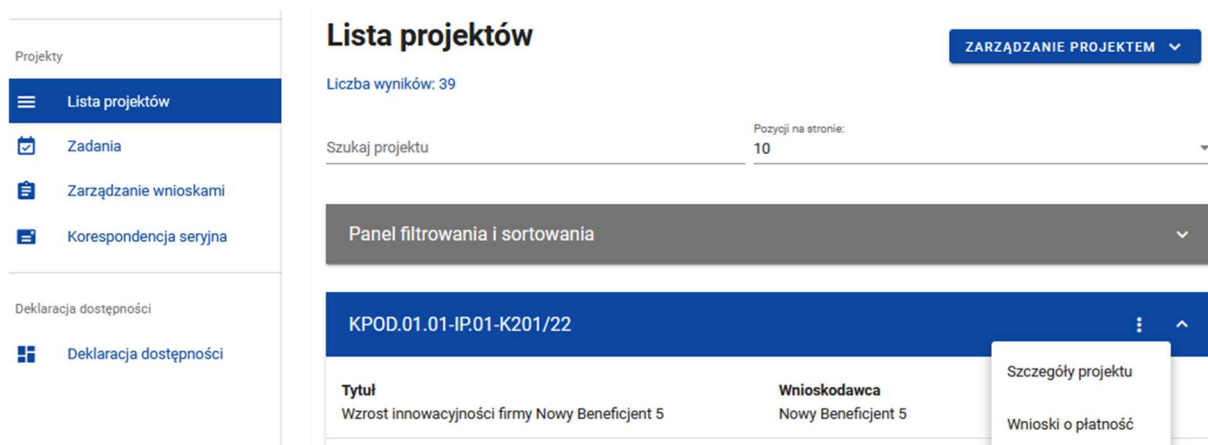 Projekty
Lista projektów
Zadania
Zarządzanie wnioskami
Korespondencja seryjna
Deklaracja dostępności
Deklaracja dostępności
Lista projektów
ZARZĄDZANIE PROJEKTEM
Liczba wyników: 39
Szukaj projektu
Pozycji na stronie:
10
Panel filtrowania i sortowania
KPOD.01.01-IP.01-K201/22
Szczegóły projektu
Wnioski o płatność
Tytuł
Wzrost innowacyjności firmy Nowy Beneficjent 5
Wnioskodawca
Nowy Beneficjent 5